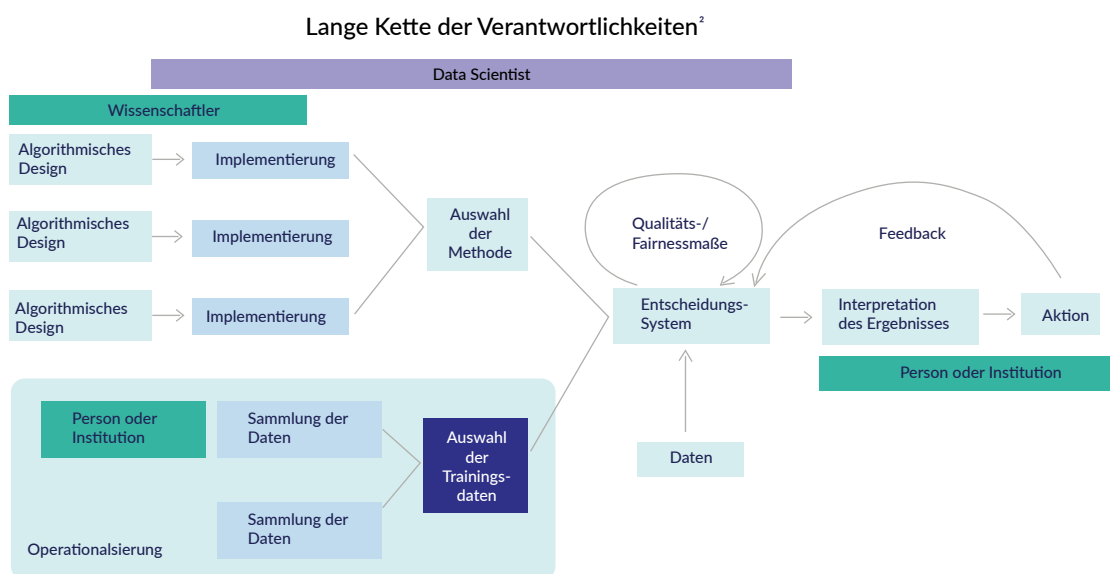 Lange Kette der Verantwortlichkeiten²
Data Scientist
Wissenschaftler
Algorithmisches
Design
Implementierung
Algorithmisches
Design
Implementierung
Algorithmisches
Design
Implementierung
Auswahl
der
Methode
Qualitäts-/
Fairnessmaße
Feedback
Entscheidungs-
System
Interpretation
des Ergebnisses
Aktion
Person oder Institution
Person oder
Institution
Sammlung der
Daten
Auswahl
der
Trainings-
daten
Daten
Sammlung der
Daten
Operationalsierung